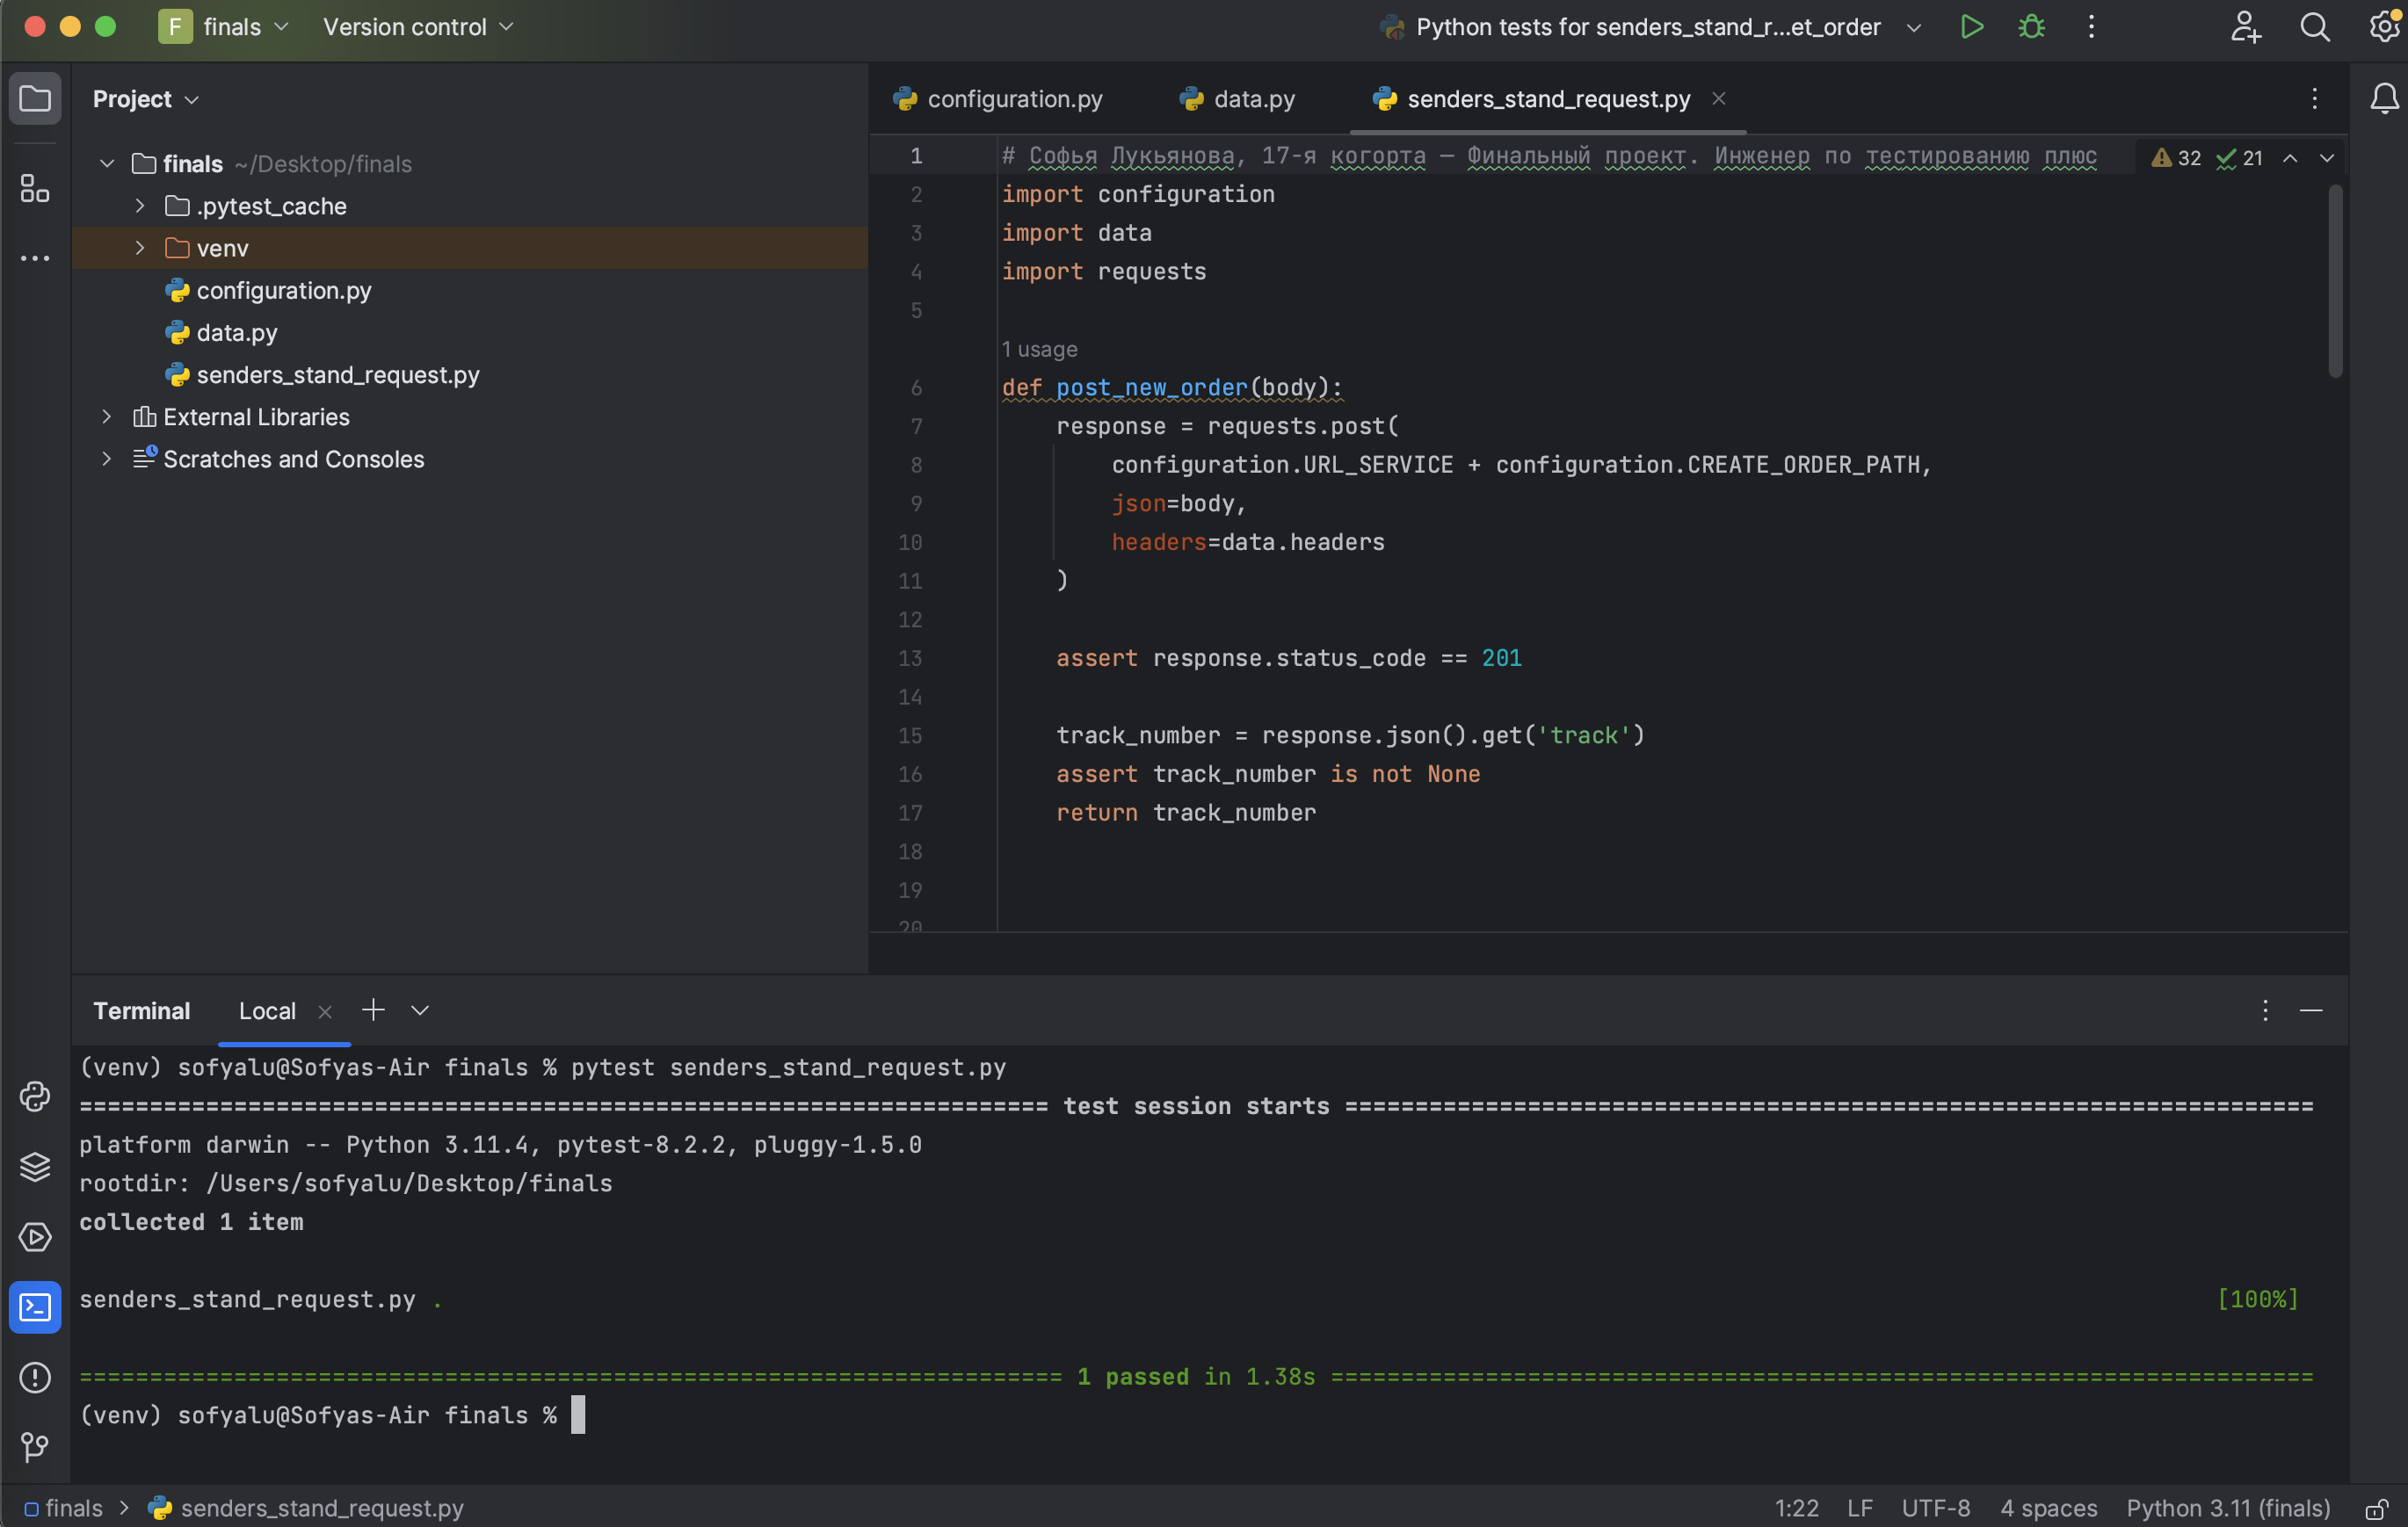 F finals Version control Python tests for senders_stand_r...et_order
Project
configuration.py data.py senders_stand_request.py
finals ~/Desktop/finals
.pytest_cache
venv
configuration.py
data.py
senders_stand_request.py
External Libraries
Scratches and Consoles
32 21
1 # Софья Лукьянова, 17-я когорта — Финальный проект. Инженер по тестированию плюс
2 import configuration
3 import data
4 import requests
5
1 usage
6 def post_new_order(body):
7 response = requests.post(
8 configuration.URL_SERVICE + configuration.CREATE_ORDER_PATH,
9 json=body,
10 headers=data.headers
11 )
12
13 assert response.status_code == 201
14
15 track_number = response.json().get('track')
16 assert track_number is not None
17 return track_number
18
19
20
Terminal Local
(venv) sofyalu@Sofyas-Air finals % pytest senders_stand_request.py
===================================================================== test session starts =====================================================================
platform darwin -- Python 3.11.4, pytest-8.2.2, pluggy-1.5.0
rootdir: /Users/sofyalu/Desktop/finals
collected 1 item
senders_stand_request.py . [100%]
====================================================================== 1 passed in 1.38s ======================================================================
(venv) sofyalu@Sofyas-Air finals %
finals > senders_stand_request.py 1:22 LF UTF-8 4 spaces Python 3.11 (finals)